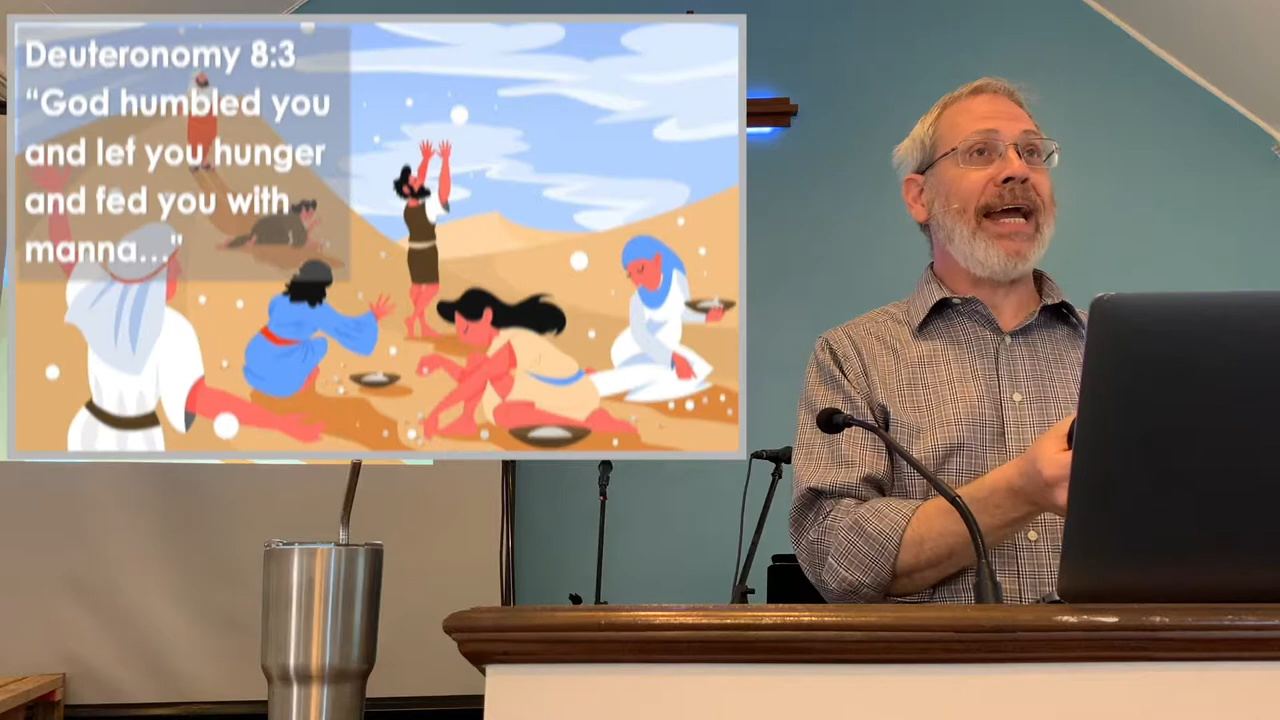 Deuteronomy 8:3
“God humbled you
and let you hunger
and fed you with
manna…”